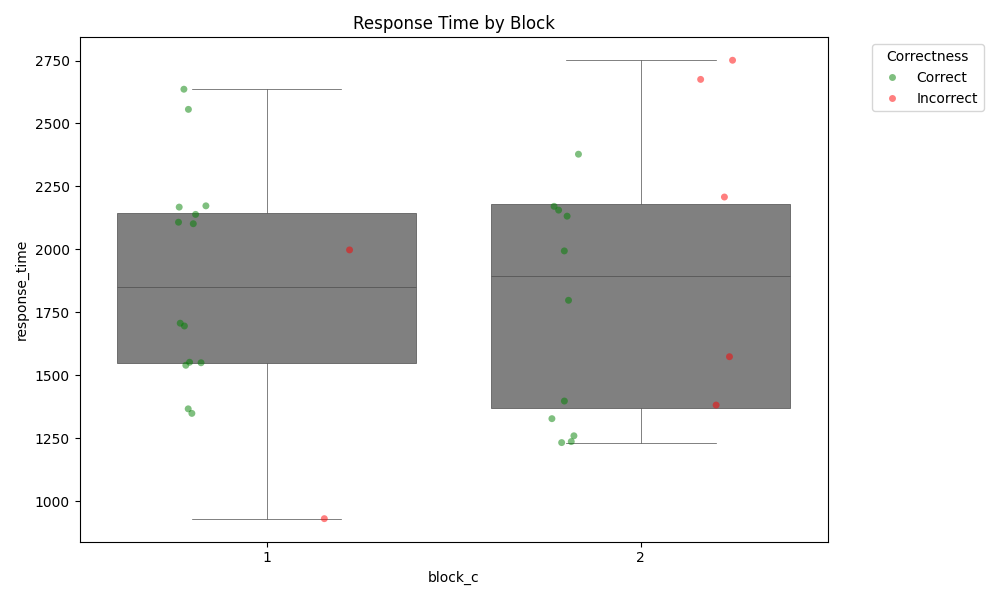 Response Time by Block
Correctness
Correct
Incorrect
2750
2500
2250
2000
1750
1500
1250
1000
response_time
1
2
block_c